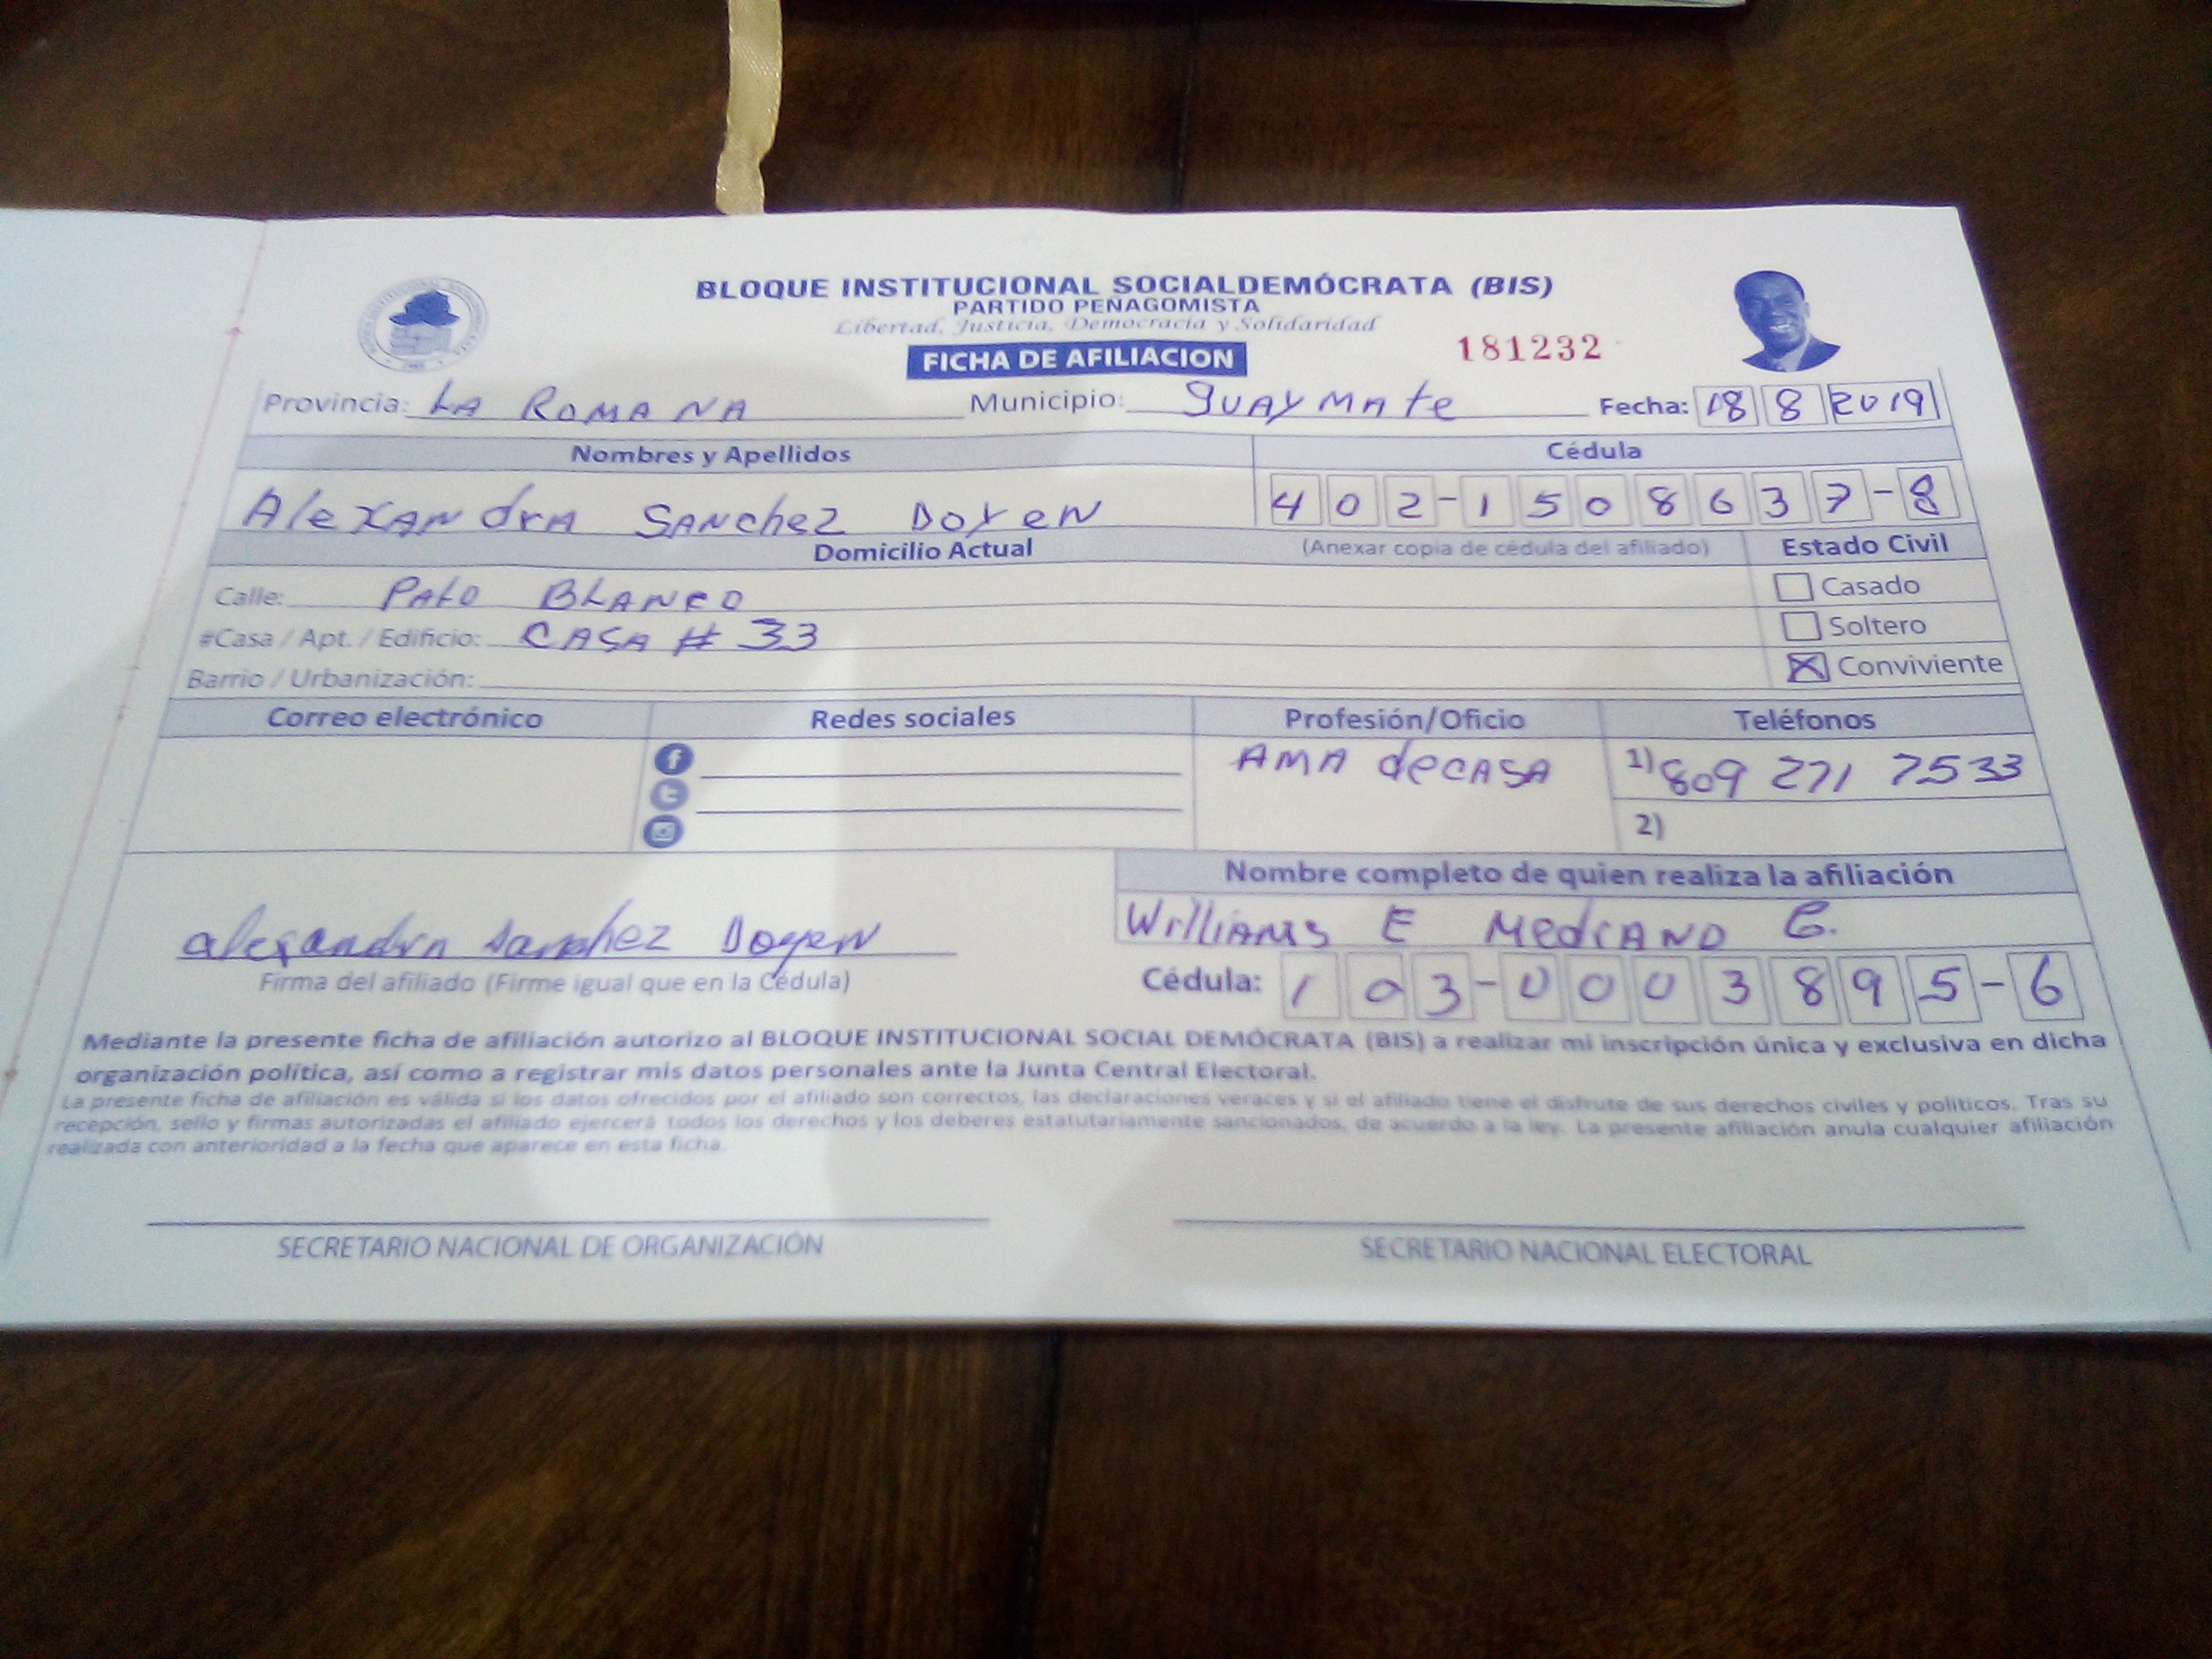 BLOQUE INSTITUCIONAL SOCIALDEMÓCRATA (BIS)
PARTIDO PEÑAGOMISTA
Libertad, Justicia, Democracia y Solidaridad
FICHA DE AFILIACION
181232
Provincia: LA ROMANA Municipio: guaymate Fecha: 18 8 2019
Nombres y Apellidos Cédula
AlexANdrA SANchez DoyeN 402-1508637-8
Domicilio Actual (Anexar copia de cédula del afiliado) Estado Civil
Calle: PALO BLANCO Casado
#Casa / Apt. / Edificio: CASA # 33 Soltero
Barrio / Urbanización: X Conviviente
Correo electrónico Redes sociales Profesión/Oficio Teléfonos
AMA deCASA 1) 809 271 7533
2)
Nombre completo de quien realiza la afiliación
WilliAMs E MedrANO G.
alexandra Sanchez DoyeN
Firma del afiliado (Firme igual que en la Cédula) Cédula: 103-0003895-6
Mediante la presente ficha de afiliación autorizo al BLOQUE INSTITUCIONAL SOCIAL DEMÓCRATA (BIS) a realizar mi inscripción única y exclusiva en dicha
organización política, así como a registrar mis datos personales ante la Junta Central Electoral.
La presente ficha de afiliación es válida si los datos ofrecidos por el afiliado son correctos, las declaraciones veraces y si el afiliado tiene el disfrute de sus derechos civiles y políticos. Tras su
recepción, sello y firmas autorizadas el afiliado ejercerá todos los derechos y los deberes estatutariamente sancionados, de acuerdo a la ley. La presente afiliación anula cualquier afiliación
realizada con anterioridad a la fecha que aparece en esta ficha.
SECRETARIO NACIONAL DE ORGANIZACIÓN SECRETARIO NACIONAL ELECTORAL